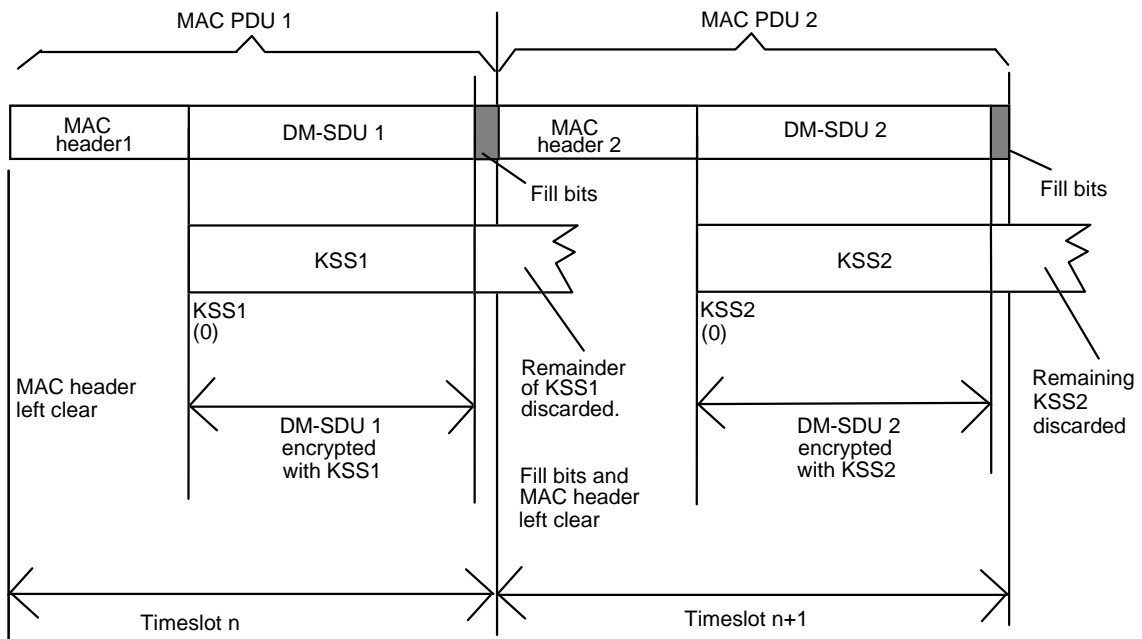 MAC PDU 1
MAC PDU 2
MAC
header1
DM-SDU 1
MAC
header 2
DM-SDU 2
Fill bits
Fill bits
KSS1
KSS2
KSS1
(0)
KSS2
(0)
MAC header
left clear
Remainder
of KSS1
discarded.
Remaining
KSS2
discarded
DM-SDU 1
encrypted
with KSS1
DM-SDU 2
encrypted
with KSS2
Fill bits and
MAC header
left clear
Timeslot n
Timeslot n+1